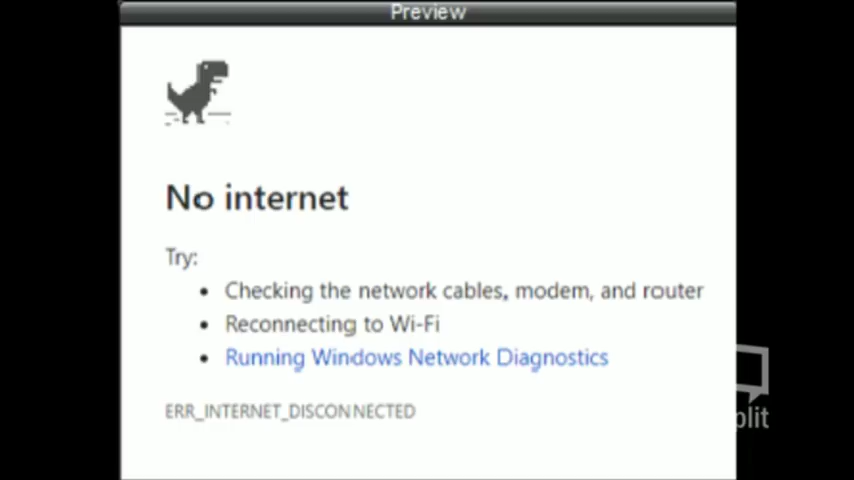 Preview
No internet
Try:
Checking the network cables, modem, and router
Reconnecting to Wi-Fi
Running Windows Network Diagnostics
ERR_INTERNET_DISCONNECTED
plit